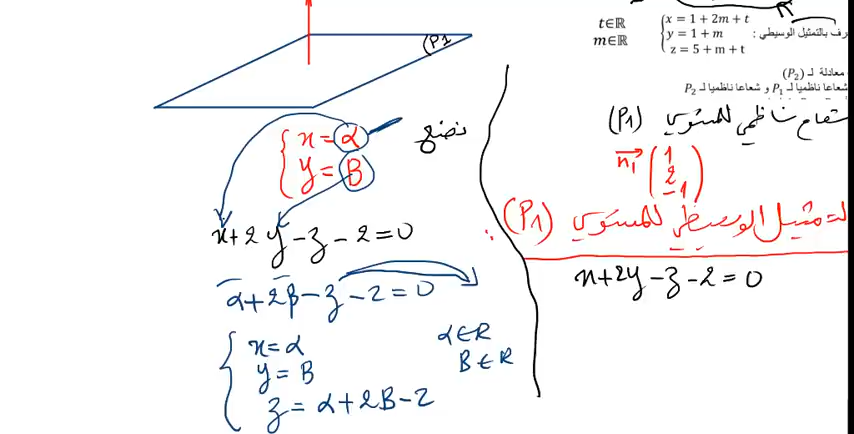 t∈ℝ
m∈ℝ
{x = 1 + 2m + t
y = 1 + m
z = 5 + m + t
بالتمثيل الوسيطي :
معادلة لـ (P₂)
شعاعا ناظميا لـ P₁ و شعاعا ناظميا لـ P₂
ناظمي للمستوي (P1)
n₁ (1
2
-1)
التمثيل الوسيطي للمستوي (P1) :
x+2y-z-2=0
(P1
نضع
{x=α
y=B
x+2y-z-2=0
α+2β-z-2=0
{x=α
y=B
z=α+2B-2
α∈R
B∈R